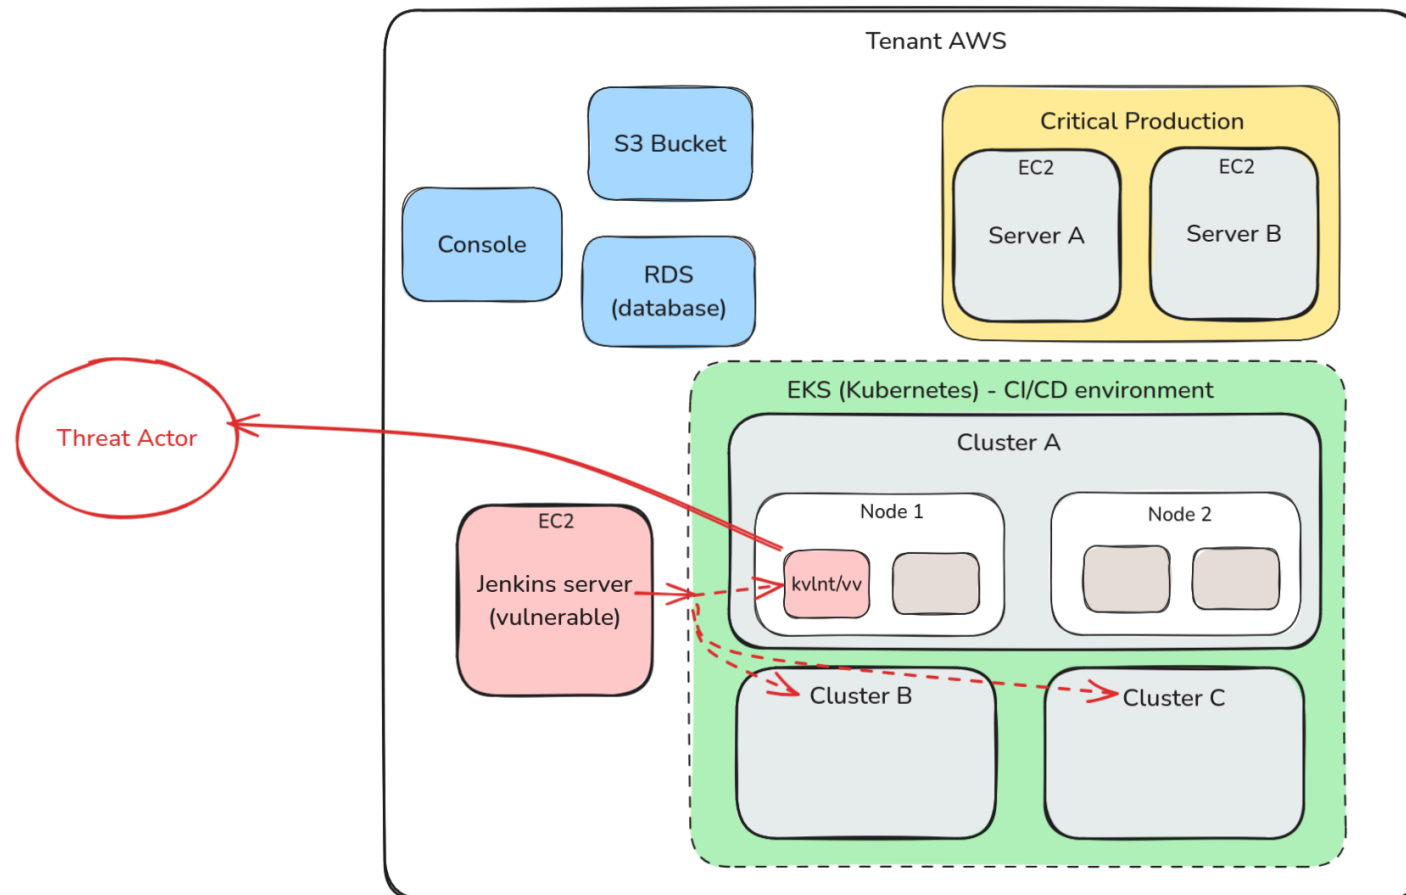 Tenant AWS
S3 Bucket
Critical Production
EC2
Server A
EC2
Server B
Console
RDS
(database)
EKS (Kubernetes) - CI/CD environment
Threat Actor
Cluster A
Node 1
kvlnt/vv
Node 2
EC2
Jenkins server
(vulnerable)
Cluster B
Cluster C